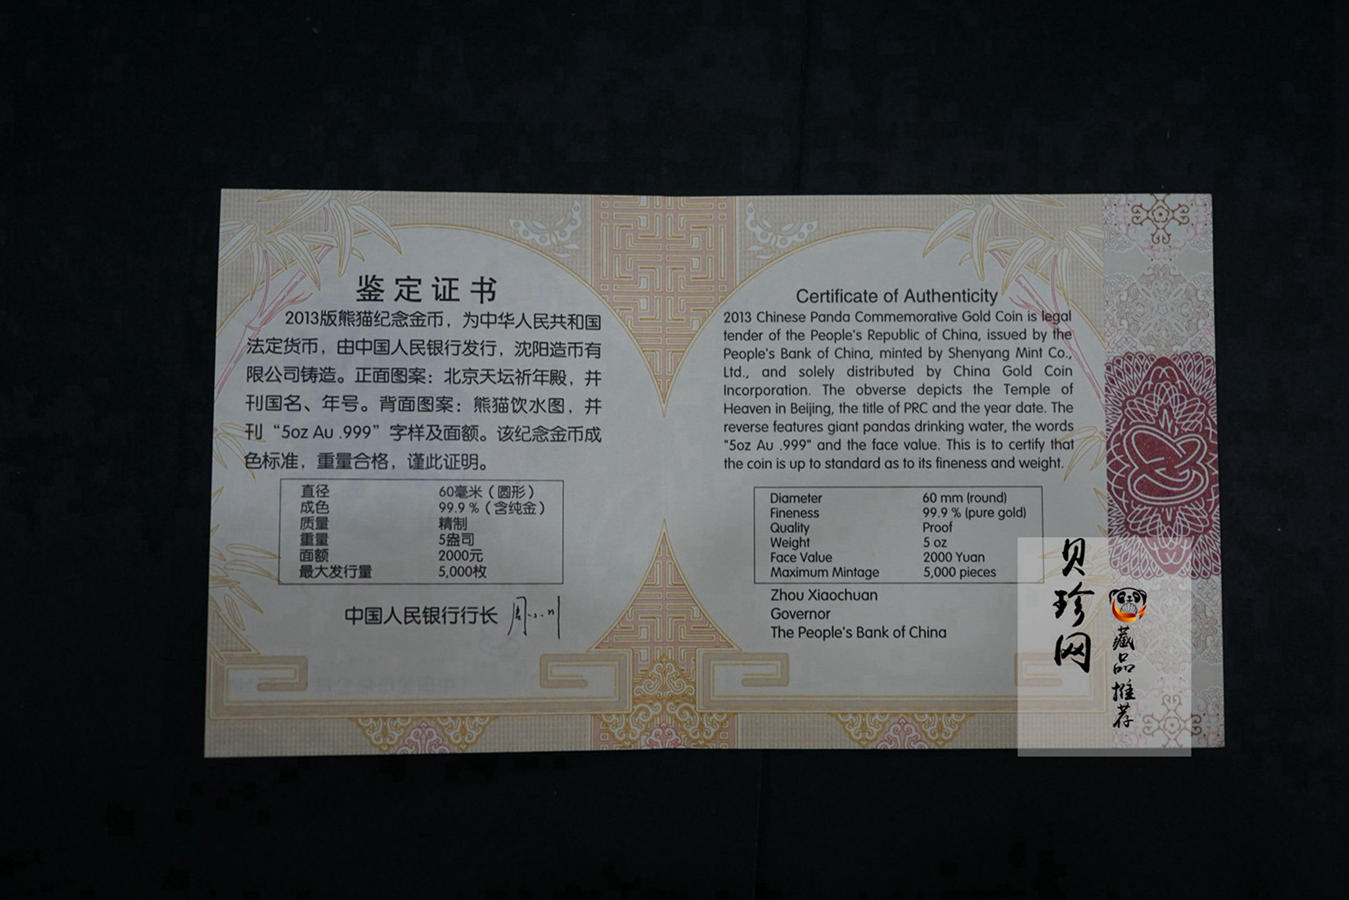 鉴定证书
2013版熊猫纪念金币，为中华人民共和国
法定货币，由中国人民银行发行，沈阳造币有
限公司铸造。正面图案：北京天坛祈年殿，并
刊国名、年号。背面图案：熊猫饮水图，并
刊“5oz Au .999”字样及面额。该纪念金币成
色标准，重量合格，谨此证明。
直径 60毫米（圆形）
成色 99.9％（含纯金）
质量 精制
重量 5盎司
面额 2000元
最大发行量 5,000枚
中国人民银行行长 周小川
Certificate of Authenticity
2013 Chinese Panda Commemorative Gold Coin is legal
tender of the People's Republic of China, issued by the
People's Bank of China, minted by Shenyang Mint Co.,
Ltd., and solely distributed by China Gold Coin
Incorporation. The obverse depicts the Temple of
Heaven in Beijing, the title of PRC and the year date. The
reverse features giant pandas drinking water, the words
"5oz Au .999" and the face value. This is to certify that
the coin is up to standard as to its fineness and weight.
Diameter 60 mm (round)
Fineness 99.9 % (pure gold)
Quality Proof
Weight 5 oz
Face Value 2000 Yuan
Maximum Mintage 5,000 pieces
Zhou Xiaochuan
Governor
The People's Bank of China
贝珍网
藏品推荐